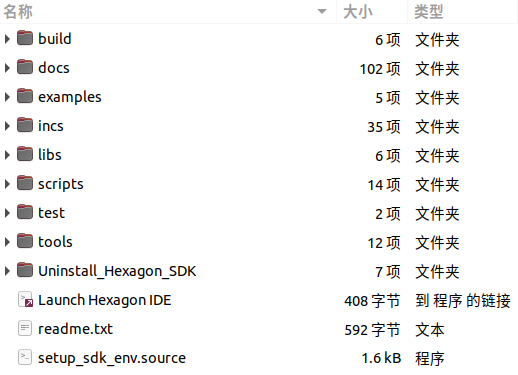 名称 大小 类型
build 6 项 文件夹
docs 102 项 文件夹
examples 5 项 文件夹
incs 35 项 文件夹
libs 6 项 文件夹
scripts 14 项 文件夹
test 2 项 文件夹
tools 12 项 文件夹
Uninstall_Hexagon_SDK 7 项 文件夹
Launch Hexagon IDE 408 字节 到 程序 的链接
readme.txt 592 字节 文本
setup_sdk_env.source 1.6 kB 程序